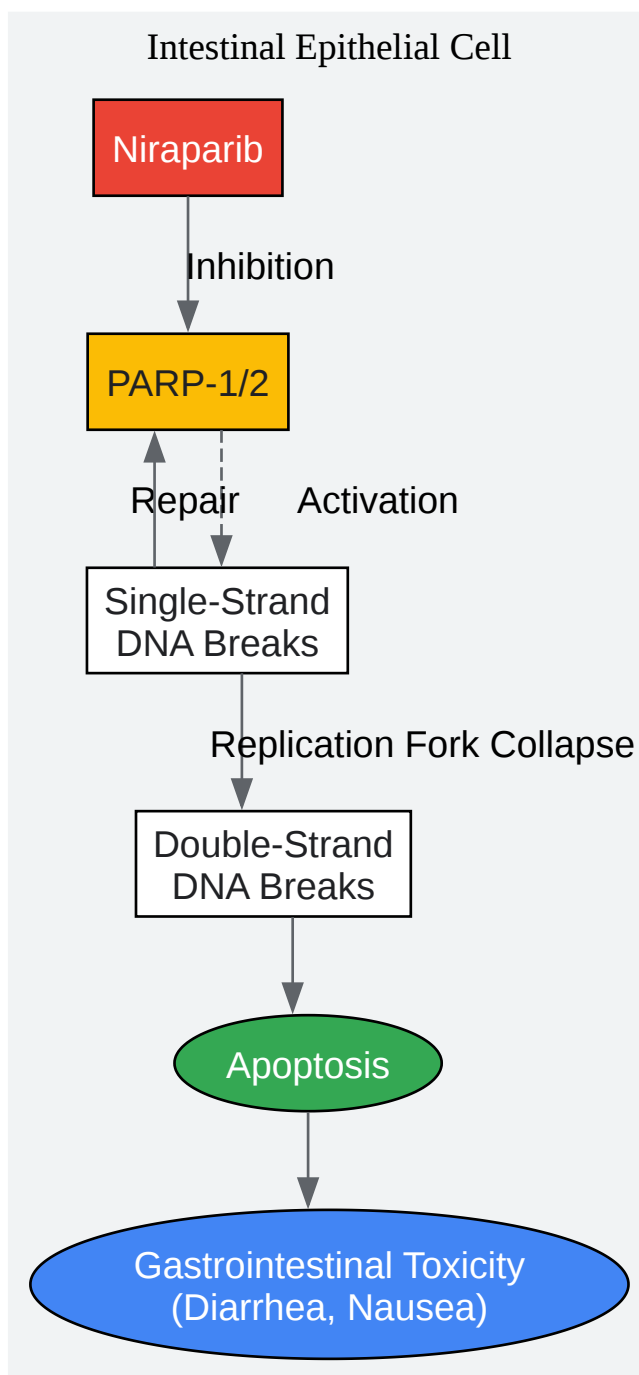 Intestinal Epithelial Cell
Niraparib
Inhibition
PARP-1/2
Repair
Activation
Single-Strand
DNA Breaks
Replication Fork Collapse
Double-Strand
DNA Breaks
Apoptosis
Gastrointestinal Toxicity
(Diarrhea, Nausea)